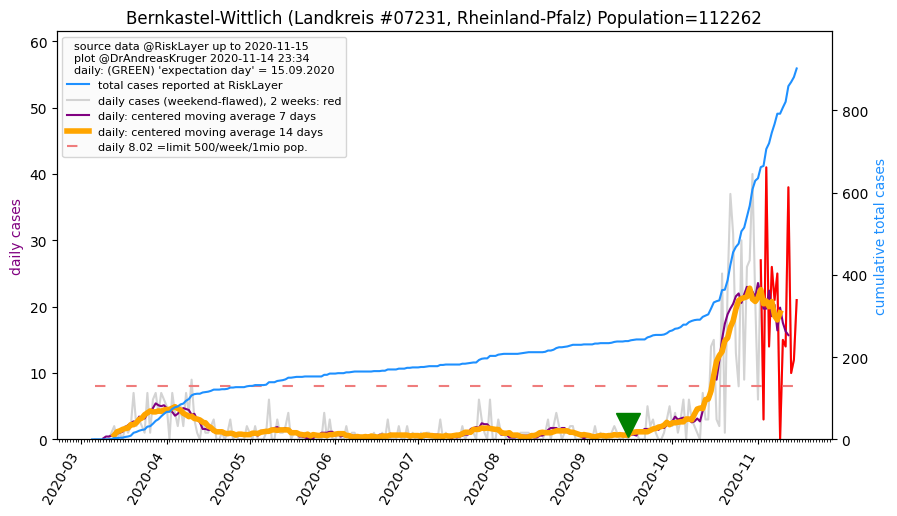 Bernkastel-Wittlich (Landkreis #07231, Rheinland-Pfalz) Population=112262
source data @RiskLayer up to 2020-11-15
plot @DrAndreasKruger 2020-11-14 23:34
daily: (GREEN) 'expectation day' = 15.09.2020
total cases reported at RiskLayer
daily cases (weekend-flawed), 2 weeks: red
daily: centered moving average 7 days
daily: centered moving average 14 days
daily 8.02 =limit 500/week/1mio pop.
daily cases
60
50
40
30
20
10
0
cumulative total cases
800
600
400
200
0
2020-03
2020-04
2020-05
2020-06
2020-07
2020-08
2020-09
2020-10
2020-11